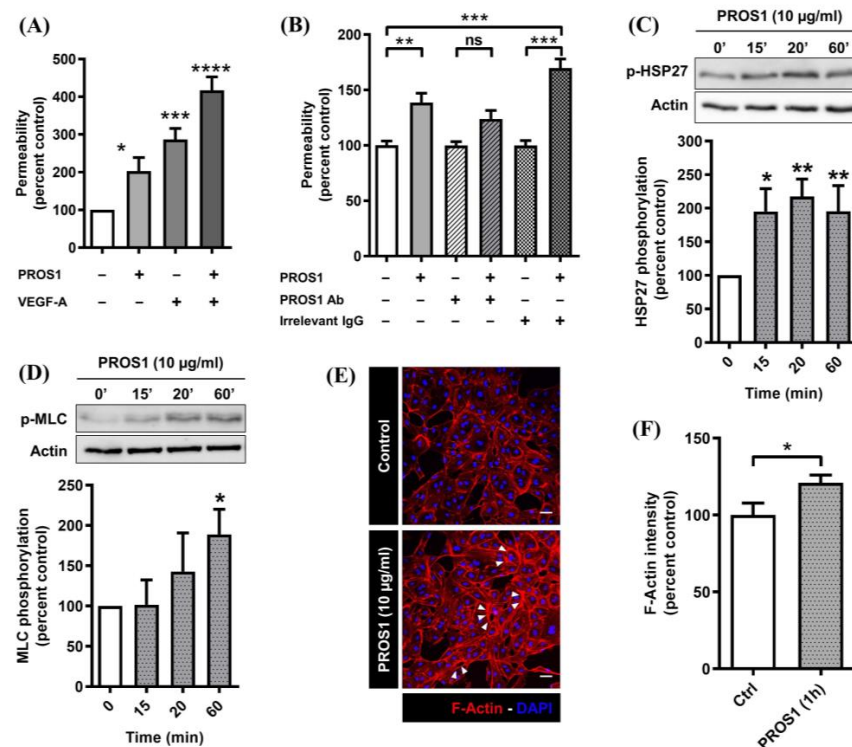 (A)
****
***
*
500
400
300
200
100
0
Permeability
(percent control)
PROS1 – + – +
VEGF-A – – + +
(B)
***
** ns ***
200
150
100
50
0
Permeability
(percent control)
PROS1 – + – + – +
PROS1 Ab – – + + – –
Irrelevant IgG – – – – + +
(C)
PROS1 (10 µg/ml)
0’ 15’ 20’ 60’
p-HSP27
Actin
* ** **
300
250
200
150
100
50
0
HSP27 phosphorylation
(percent control)
0 15 20 60
Time (min)
(D)
PROS1 (10 µg/ml)
0’ 15’ 20’ 60’
p-MLC
Actin
*
250
200
150
100
50
0
MLC phosphorylation
(percent control)
0 15 20 60
Time (min)
(E)
Control
PROS1 (10 µg/ml)
F-Actin - DAPI
(F)
*
150
100
50
0
F-Actin intensity
(percent control)
Ctrl PROS1 (1h)